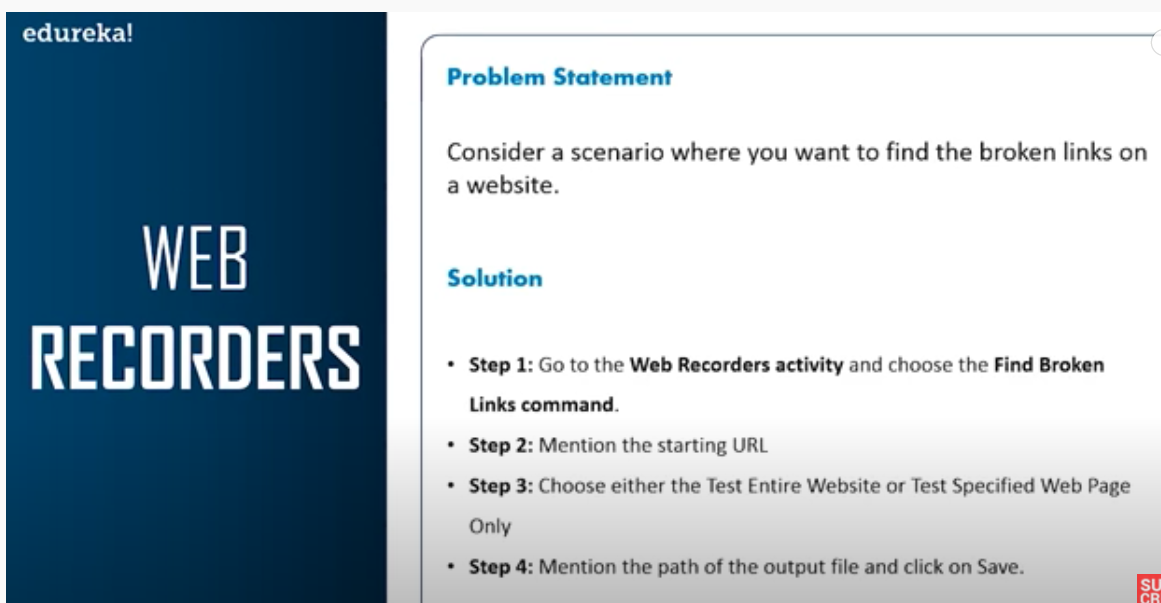 edureka!
WEB
RECORDERS
Problem Statement
Consider a scenario where you want to find the broken links on
a website.
Solution
• Step 1: Go to the Web Recorders activity and choose the Find Broken
Links command.
• Step 2: Mention the starting URL
• Step 3: Choose either the Test Entire Website or Test Specified Web Page
Only
• Step 4: Mention the path of the output file and click on Save.
SU